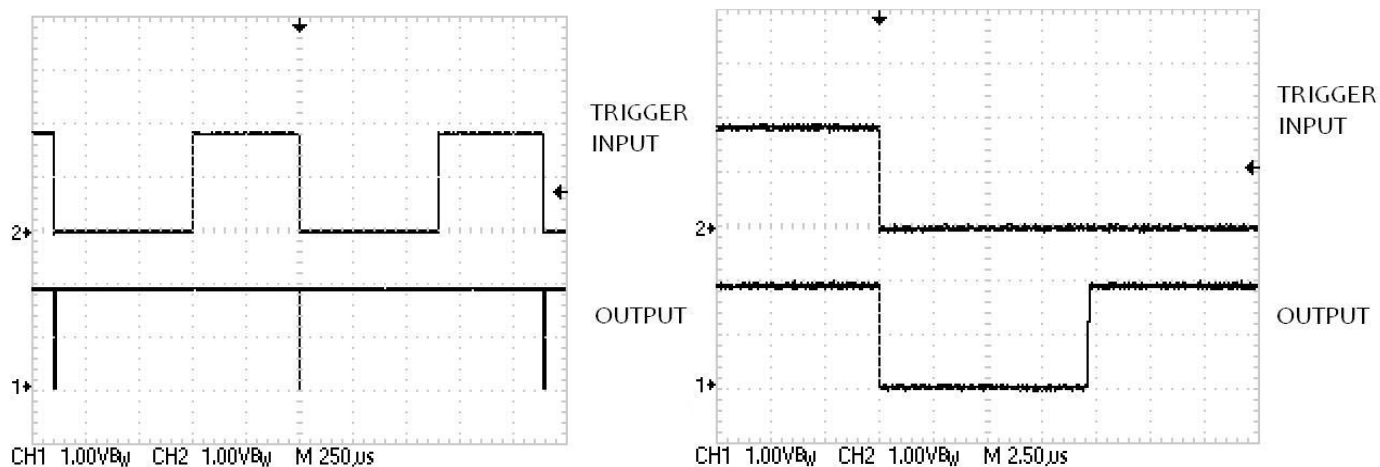 TRIGGER
INPUT
2
OUTPUT
1
CH1 1.00VBw CH2 1.00VBw M 250µs
TRIGGER
INPUT
2
OUTPUT
1
CH1 1.00VBw CH2 1.00VBw M 2.50µs